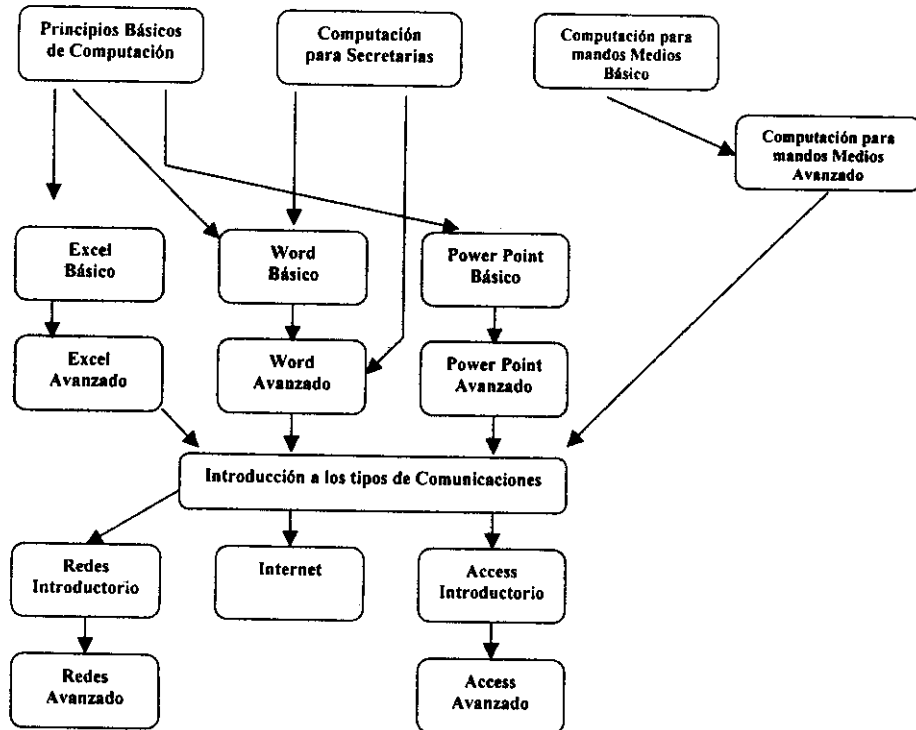 Principios Básicos
de Computación
Computación
para Secretarias
Computación para
mandos Medios
Básico
Computación para
mandos Medios
Avanzado
Excel
Básico
Word
Básico
Power Point
Básico
Excel
Avanzado
Word
Avanzado
Power Point
Avanzado
Introducción a los tipos de Comunicaciones
Redes
Introductorio
Internet
Access
Introductorio
Redes
Avanzado
Access
Avanzado